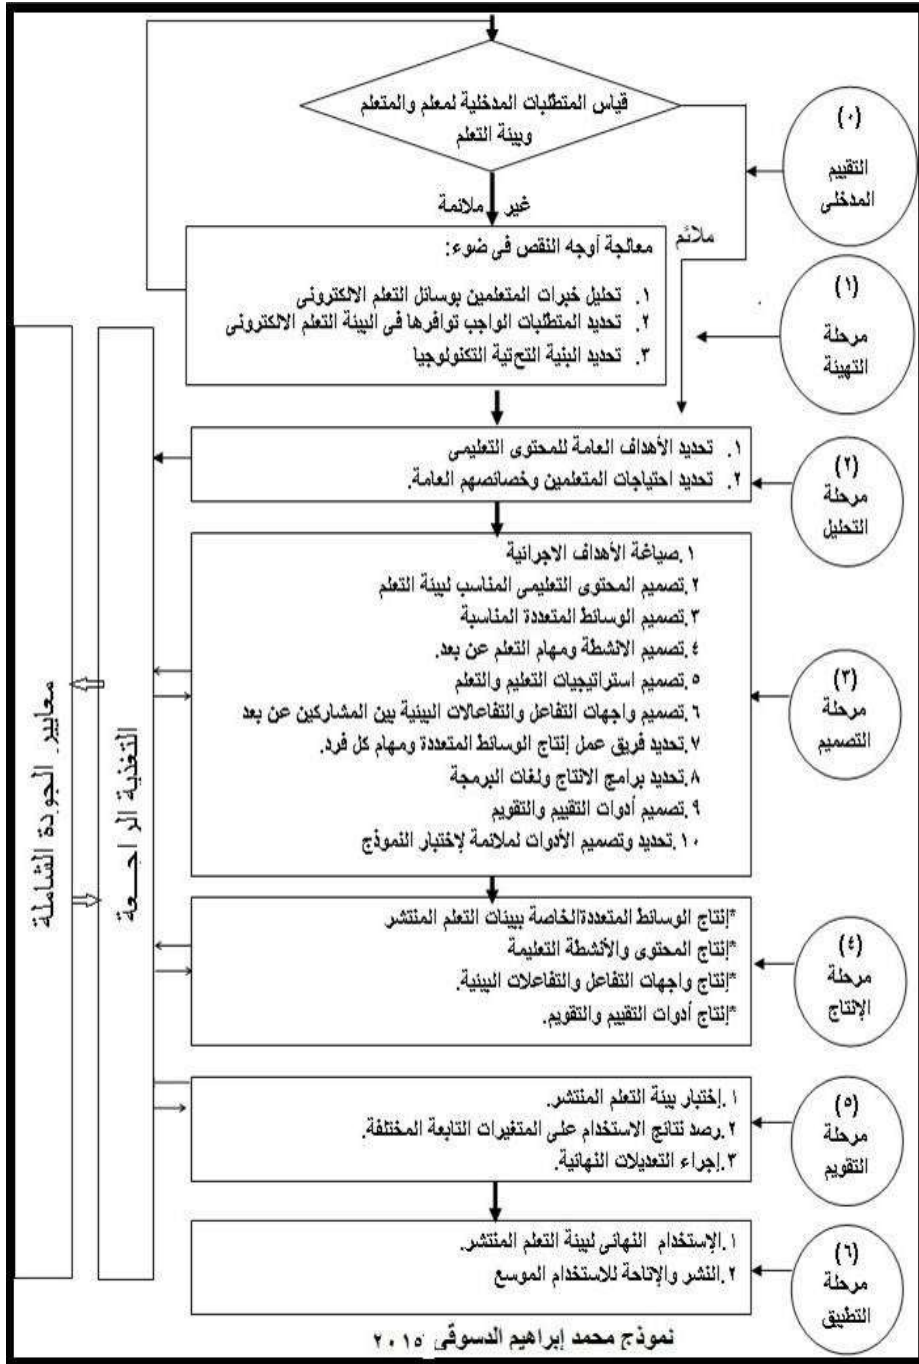 قياس المتطلبات المدخلية لمعلم والمتعلم
وبيئة التعلم
(٠)
التقييم
المدخلى
غير ملائمة
ملائم
معالجة أوجه النقص فى ضوء:
١. تحليل خبرات المتعلمين بوسائل التعلم الالكترونى
٢. تحديد المتطلبات الواجب توافرها فى البيئة التعلم الالكترونى
٣. تحديد البنية التحتية التكنولوجيا
(١)
مرحلة
التهيئة
١. تحديد الأهداف العامة للمحتوى التعليمى
٢. تحديد احتياجات المتعلمين وخصائصهم العامة.
(٢)
مرحلة
التحليل
١.صياغة الأهداف الاجرائية
٢.تصميم المحتوى التعليمى المناسب لبيئة التعلم
٣.تصميم الوسائط المتعددة المناسبة
٤.تصميم الانشطة ومهام التعلم عن بعد.
٥.تصميم استراتيجيات التعليم والتعلم
٦.تصميم واجهات التفاعل والتفاعلات البينية بين المشاركين عن بعد
٧.تحديد فريق عمل إنتاج الوسائط المتعددة ومهام كل فرد.
٨.تحديد برامج الانتاج ولغات البرمجة
٩.تصميم أدوات التقييم والتقويم
١٠.تحديد وتصميم الأدوات لملائمة لإختبار النموذج
(٣)
مرحلة
التصميم
*إنتاج الوسائط المتعددةالخاصة ببيئات التعلم المنتشر
*إنتاج المحتوى والأنشطة التعليمة
*إنتاج واجهات التفاعل والتفاعلات البينية.
*إنتاج أدوات التقييم والتقويم.
(٤)
مرحلة
الإنتاج
١.إختبار بيئة التعلم المنتشر.
٢.رصد نتائج الاستخدام على المتغيرات التابعة المختلفة.
٣.إجراء التعديلات النهائية.
(٥)
مرحلة
التقويم
١.الإستخدام النهائى لبيئة التعلم المنتشر.
٢.النشر والإتاحة للاستخدام الموسع
(٦)
مرحلة
التطبيق
التغذية الراجعة
معايير الجودة الشاملة
نموذج محمد إبراهيم الدسوقى ٢٠١٥